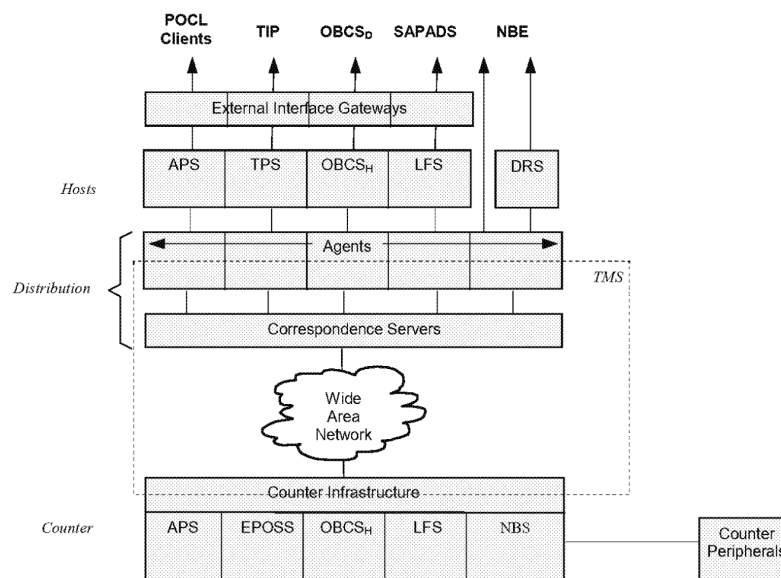 POCL Clients TIP OBCSD SAPADS NBE
External Interface Gateways
Hosts APS TPS OBCSH LFS DRS
Agents
Distribution TMS
Correspondence Servers
Wide
Area
Network
Counter Infrastructure
Counter APS EPOSS OBCSH LFS NBS
Counter
Peripherals